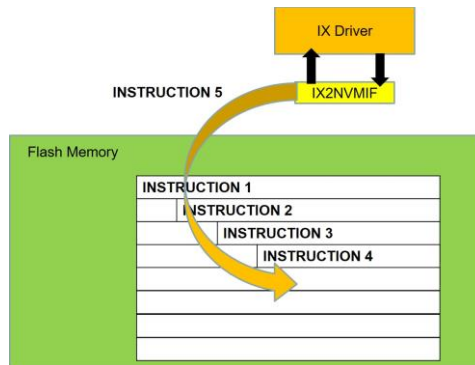 IX Driver
INSTRUCTION 5
IX2NVMIF
Flash Memory
INSTRUCTION 1
INSTRUCTION 2
INSTRUCTION 3
INSTRUCTION 4